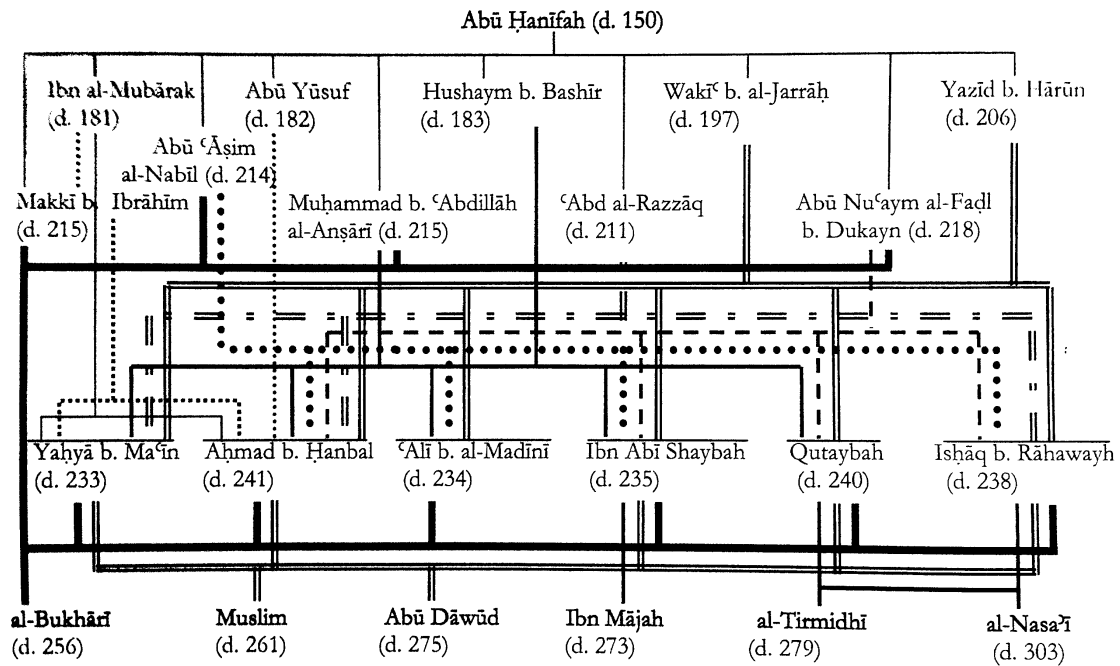 Abū Ḥanīfah (d. 150)
Ibn al-Mubārak
(d. 181)
Abū Yūsuf
(d. 182)
Hushaym b. Bashīr
(d. 183)
Wakīʿ b. al-Jarrāḥ
(d. 197)
Yazīd b. Hārūn
(d. 206)
Abū ʿĀṣim
al-Nabīl (d. 214)
Makkī b. Ibrāhīm
(d. 215)
Muḥammad b. ʿAbdillāh
al-Anṣārī (d. 215)
ʿAbd al-Razzāq
(d. 211)
Abū Nuʿaym al-Faḍl
b. Dukayn (d. 218)
Yaḥyā b. Maʿīn
(d. 233)
Aḥmad b. Ḥanbal
(d. 241)
ʿAlī b. al-Madīnī
(d. 234)
Ibn Abī Shaybah
(d. 235)
Qutaybah
(d. 240)
Isḥāq b. Rāhawayh
(d. 238)
al-Bukhārī
(d. 256)
Muslim
(d. 261)
Abū Dāwūd
(d. 275)
Ibn Mājah
(d. 273)
al-Tirmidhī
(d. 279)
al-Nasaʾī
(d. 303)